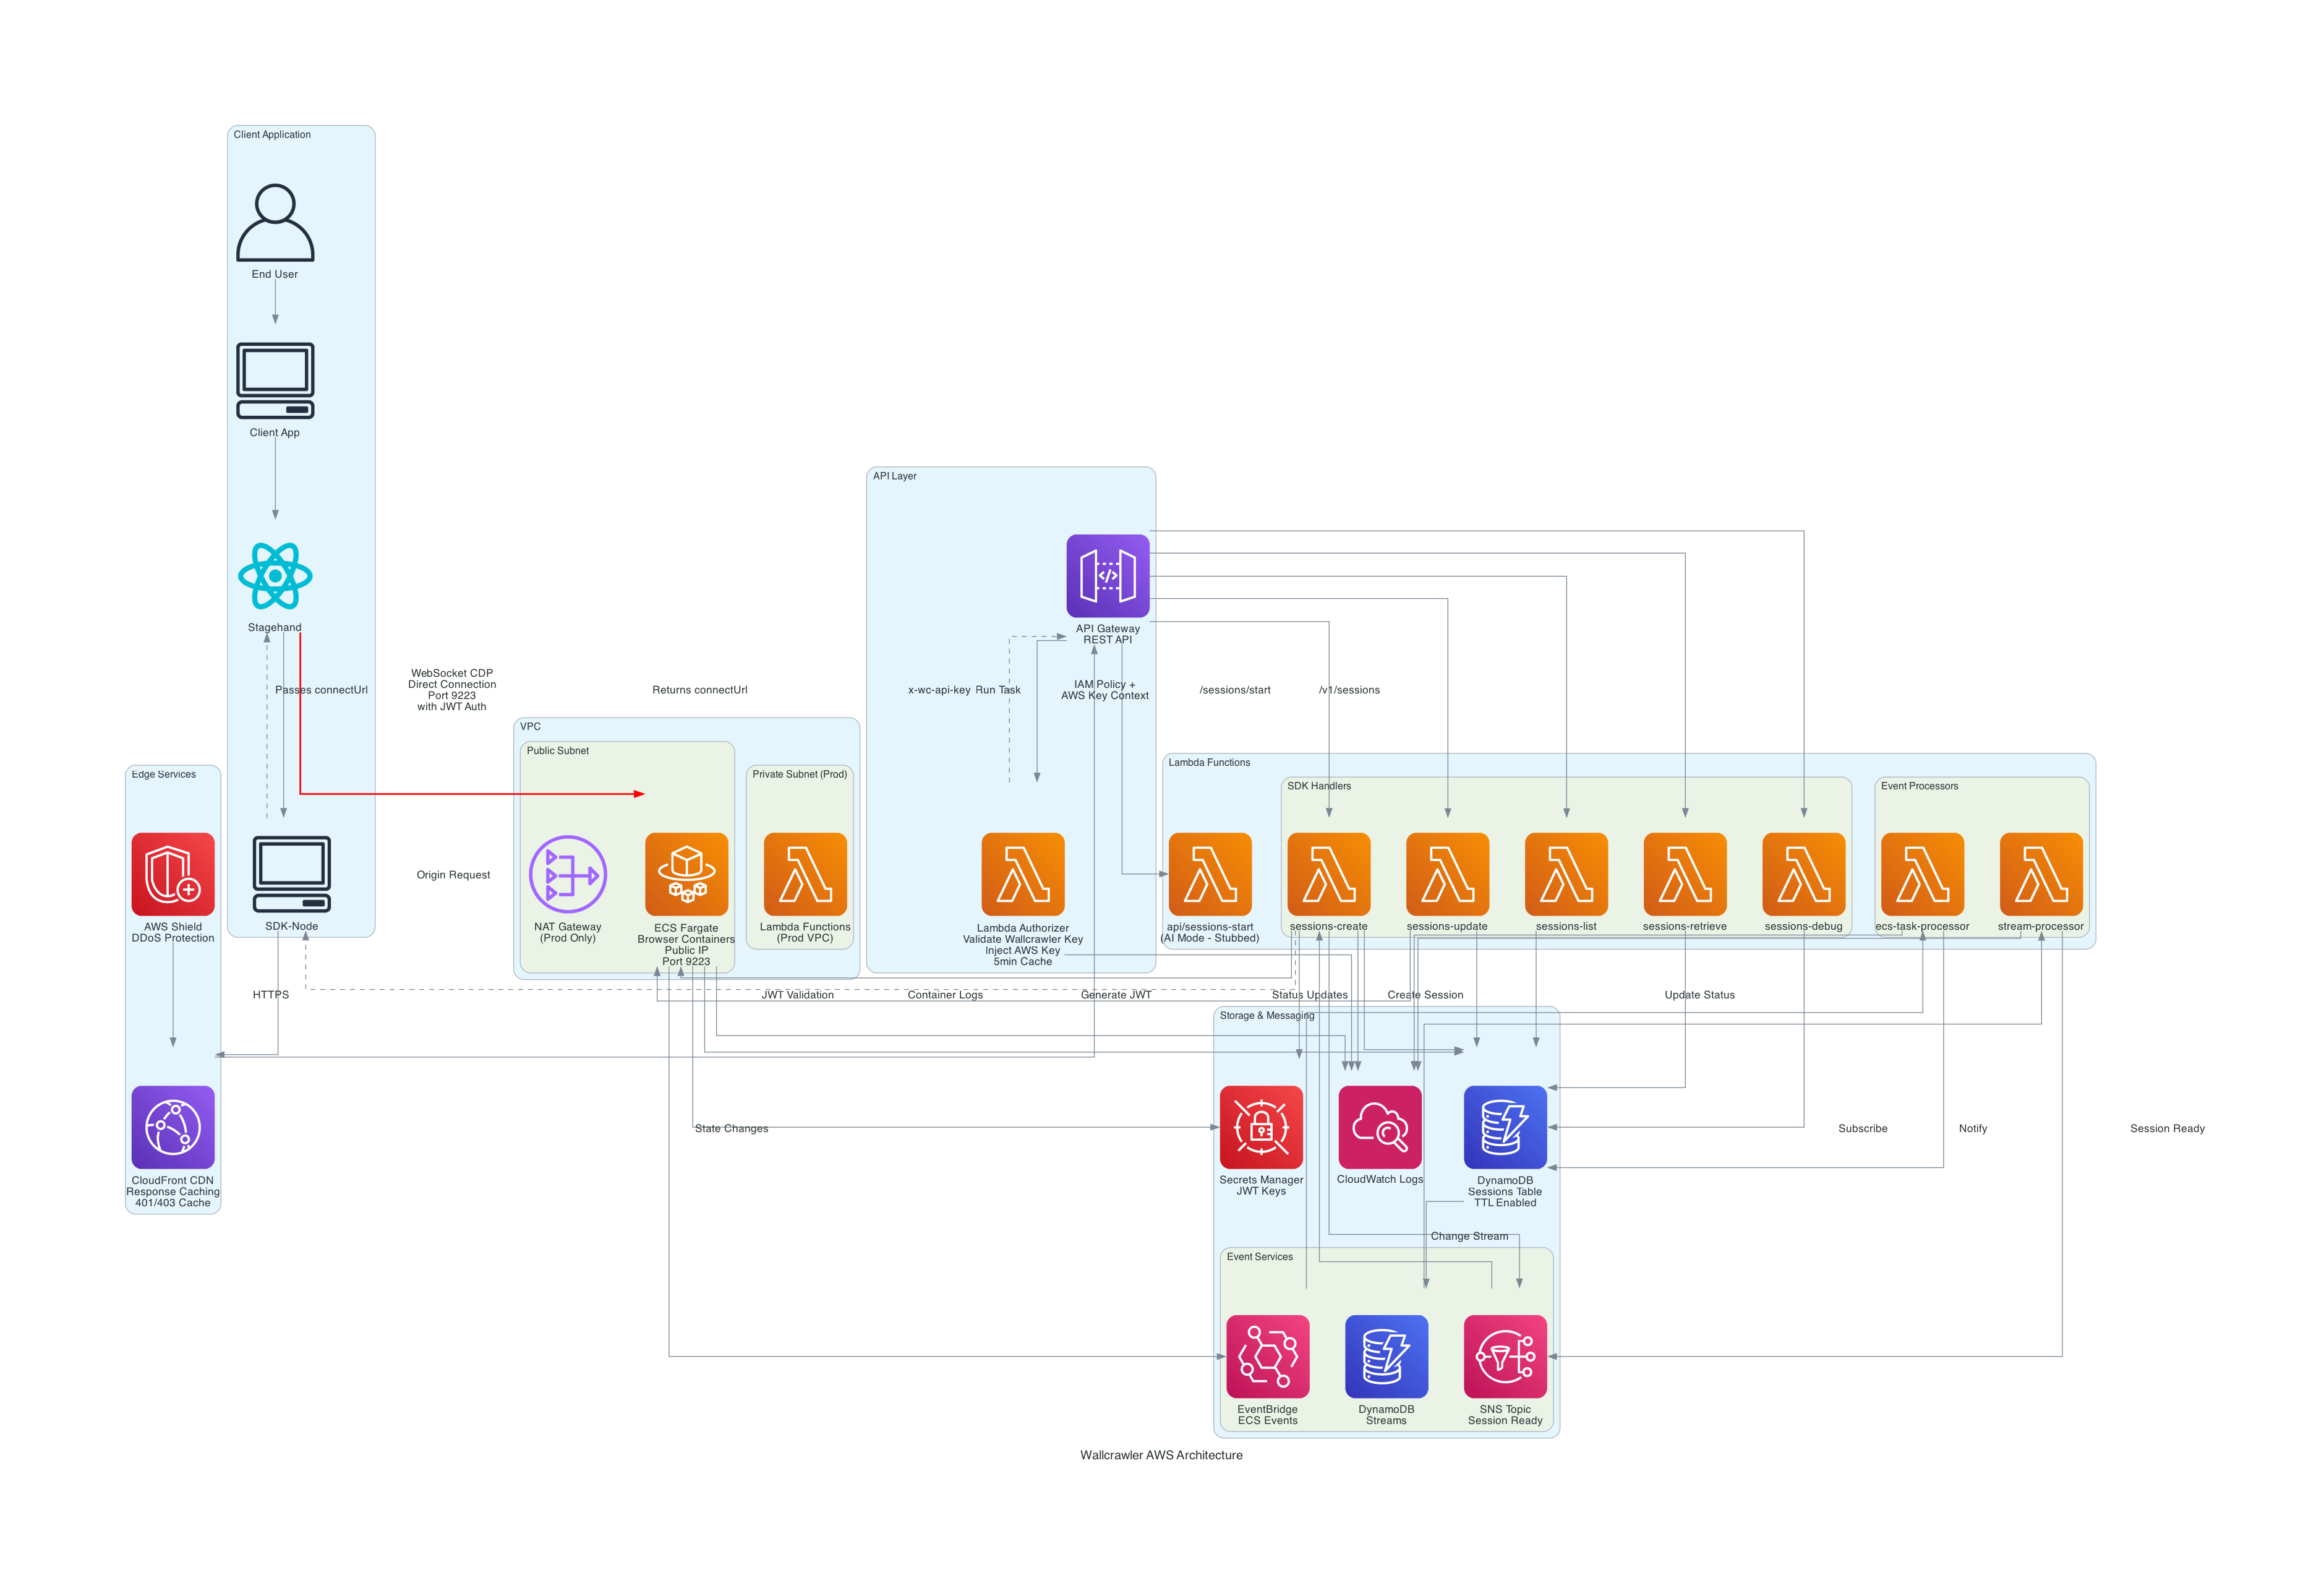 Client Application
End User
Client App
Stagehand
Passes connectUrl
WebSocket CDP
Direct Connection
Port 9223
with JWT Auth
Returns connectUrl
API Layer
API Gateway
REST API
x-wc-api-key
Run Task
IAM Policy +
AWS Key Context
/sessions/start
/v1/sessions
VPC
Public Subnet
Private Subnet (Prod)
Edge Services
AWS Shield
DDoS Protection
SDK-Node
Origin Request
NAT Gateway
(Prod Only)
ECS Fargate
Browser Containers
Public IP
Port 9223
Lambda Functions
(Prod VPC)
Lambda Authorizer
Validate Wallcrawler Key
Inject AWS Key
5min Cache
Lambda Functions
SDK Handlers
Event Processors
api/sessions-start
(AI Mode - Stubbed)
sessions-create
sessions-update
sessions-list
sessions-retrieve
sessions-debug
ecs-task-processor
stream-processor
HTTPS
JWT Validation
Container Logs
Generate JWT
Status Updates
Create Session
Update Status
Storage & Messaging
CloudFront CDN
Response Caching
401/403 Cache
State Changes
Secrets Manager
JWT Keys
CloudWatch Logs
DynamoDB
Sessions Table
TTL Enabled
Subscribe
Notify
Session Ready
Change Stream
Event Services
EventBridge
ECS Events
DynamoDB
Streams
SNS Topic
Session Ready
Wallcrawler AWS Architecture